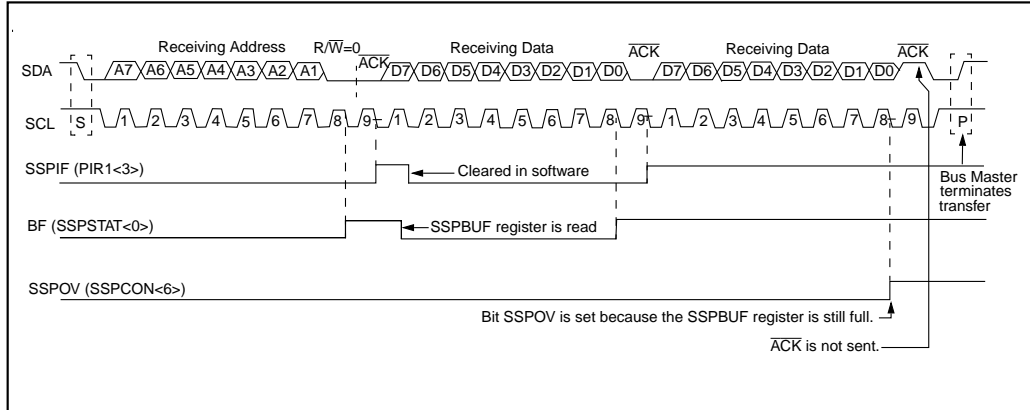 Receiving Address R/W̅=0 A̅C̅K̅ Receiving Data A̅C̅K̅ Receiving Data A̅C̅K̅
SDA A7 A6 A5 A4 A3 A2 A1 D7 D6 D5 D4 D3 D2 D1 D0 D7 D6 D5 D4 D3 D2 D1 D0
SCL S 1 2 3 4 5 6 7 8 9 1 2 3 4 5 6 7 8 9 1 2 3 4 5 6 7 8 9 P
SSPIF (PIR1<3>) Cleared in software
Bus Master
terminates
transfer
BF (SSPSTAT<0>) SSPBUF register is read
SSPOV (SSPCON<6>)
Bit SSPOV is set because the SSPBUF register is still full.
A̅C̅K̅ is not sent.